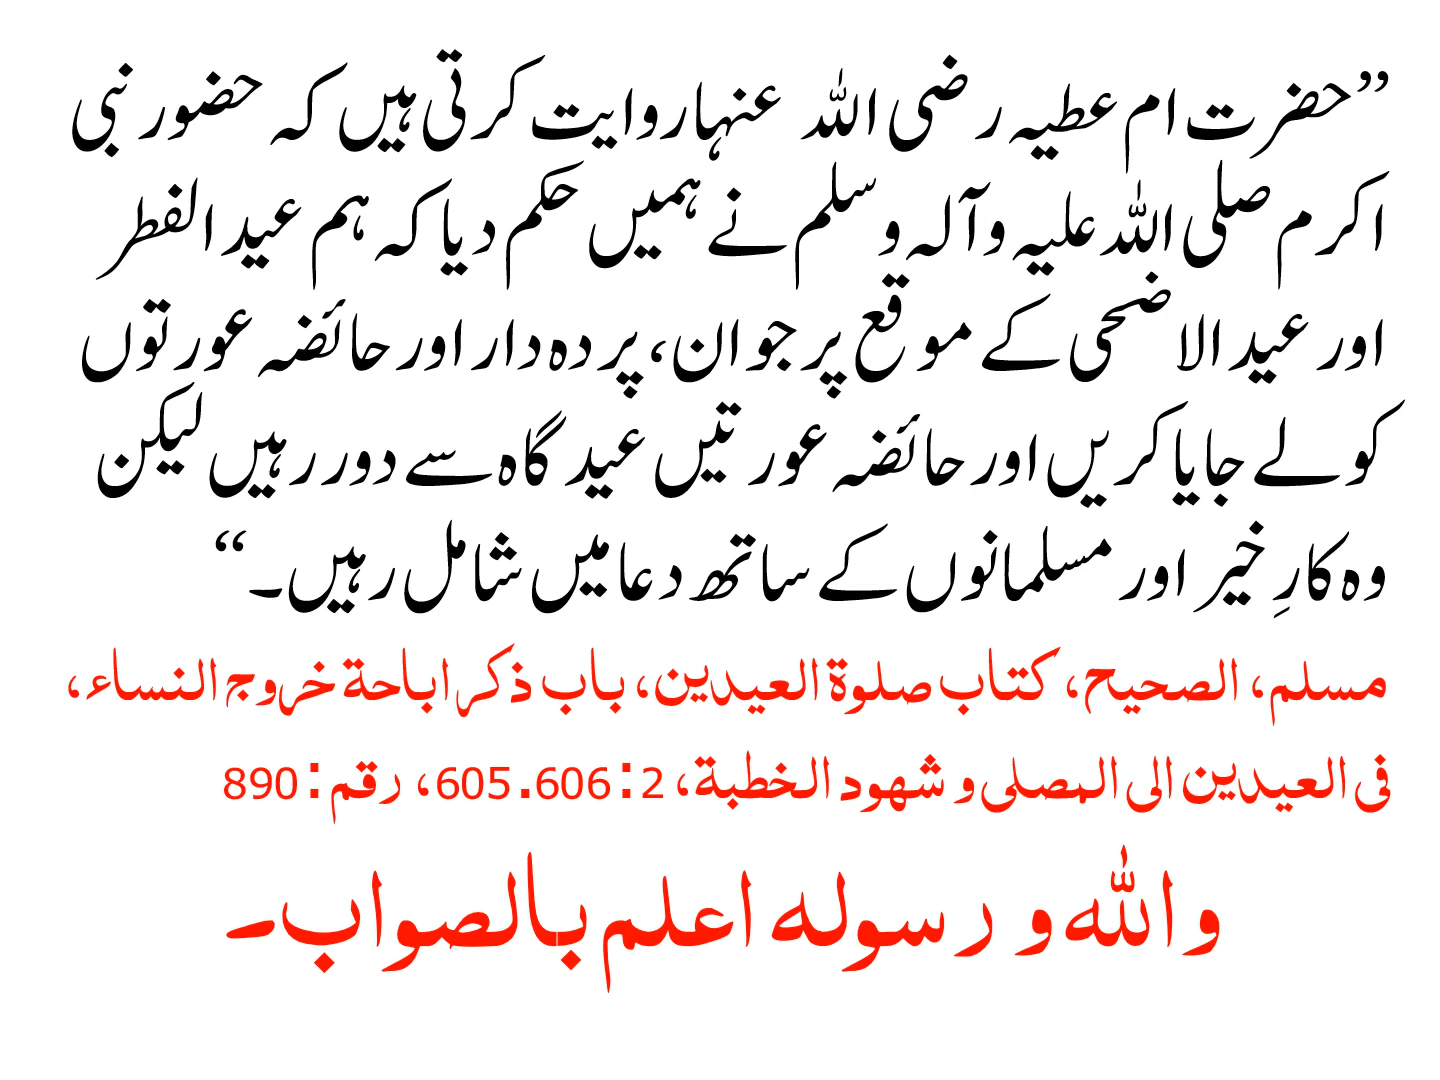 ’’حضرت ام عطیہ رضی اللہ عنہا روایت کرتی ہیں کہ حضور نبی
اکرم صلی اللہ علیہ وآلہ وسلم نے ہمیں حکم دیا کہ ہم عید الفطر
اور عید الاضحی کے موقع پر جوان، پردہ دار اور حائضہ عورتوں
کو لے جایا کریں اور حائضہ عورتیں عید گاہ سے دور رہیں لیکن
وہ کارِ خیر اور مسلمانوں کے ساتھ دعا میں شامل رہیں۔‘‘
مسلم، الصحیح، کتاب صلوة العیدین، باب ذکر اباحة خروج النساء،
فی العیدین الی المصلی و شھود الخطبة، 2 : 605.606، رقم : 890
واللہ و رسولہ اعلم بالصواب۔